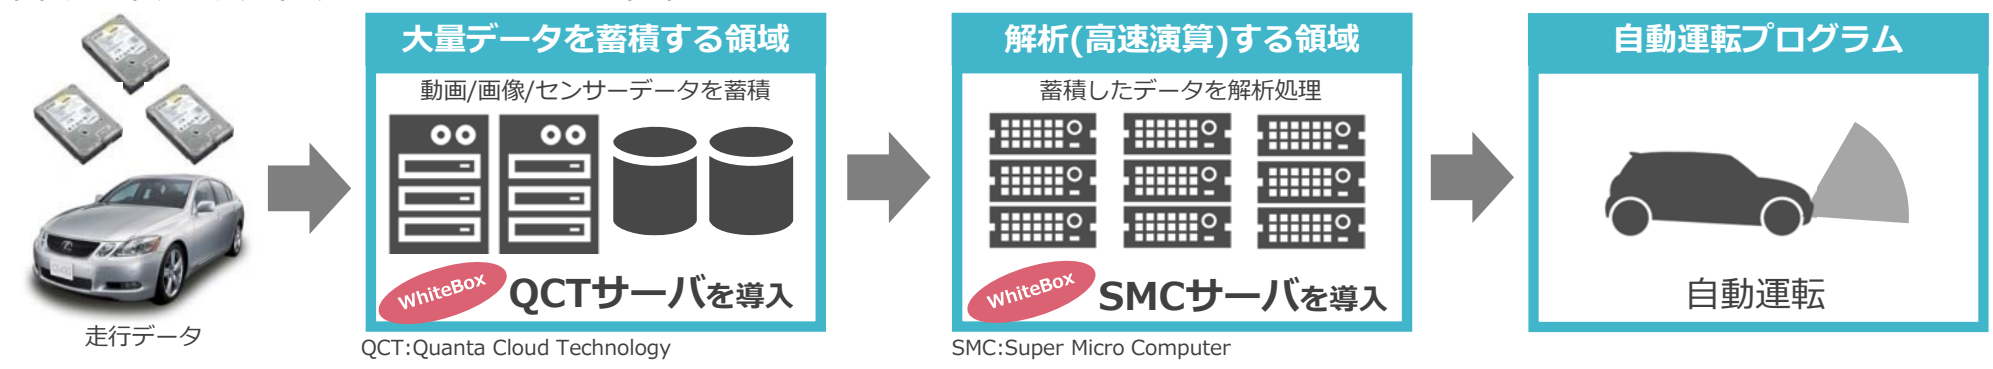 大量データを蓄積する領域
動画/画像/センサーデータを蓄積
WhiteBox
QCTサーバを導入
解析(高速演算)する領域
蓄積したデータを解析処理
WhiteBox
SMCサーバを導入
自動運転プログラム
自動運転
走行データ
QCT:Quanta Cloud Technology
SMC:Super Micro Computer